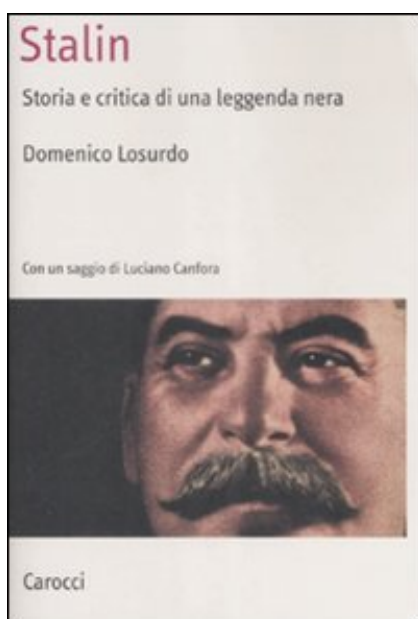 Stalin
Storia e critica di una leggenda nera
Domenico Losurdo
Con un saggio di Luciano Canfora
Carocci